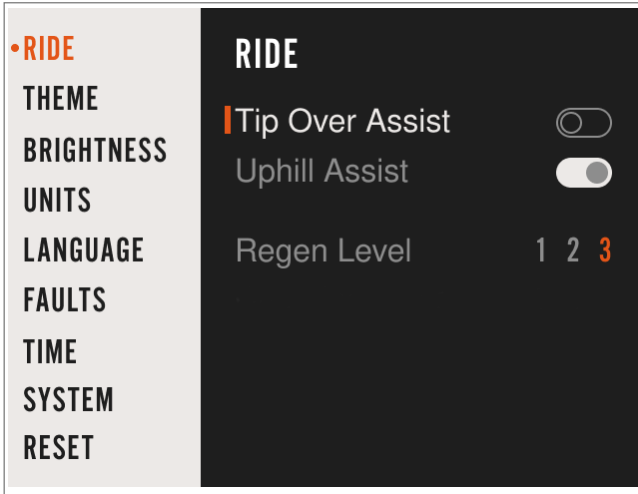 RIDE
THEME
BRIGHTNESS
UNITS
LANGUAGE
FAULTS
TIME
SYSTEM
RESET
RIDE
Tip Over Assist
Uphill Assist
Regen Level 1 2 3